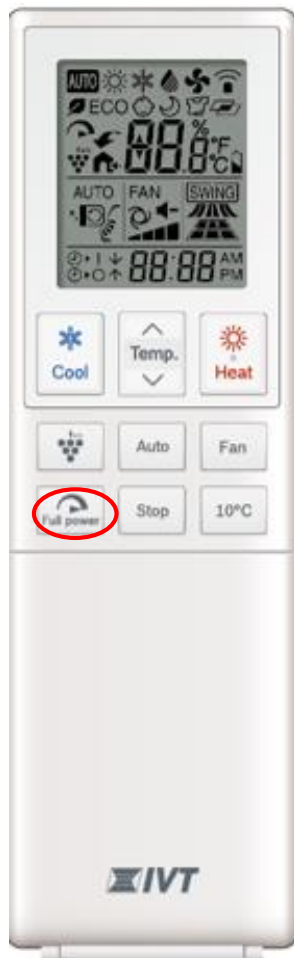 AUTO
ECO
88.8 % °F °C
AUTO FAN SWING
88:88 AM PM
Cool Temp. Heat
Auto Fan
Full power Stop 10°C
IVT